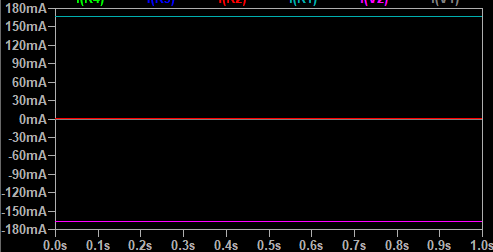 180mA I(R4) I(R3) I(R2) I(R1) I(V2) I(V1)
150mA
120mA
90mA
60mA
30mA
0mA
-30mA
-60mA
-90mA
-120mA
-150mA
-180mA
0.0s 0.1s 0.2s 0.3s 0.4s 0.5s 0.6s 0.7s 0.8s 0.9s 1.0s